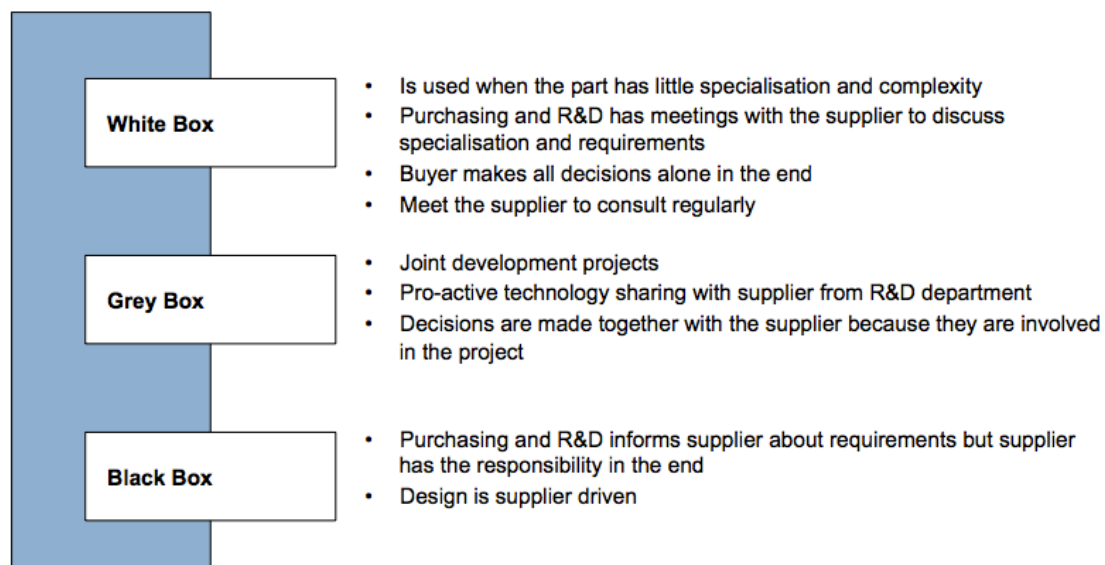 White Box
• Is used when the part has little specialisation and complexity
• Purchasing and R&D has meetings with the supplier to discuss
specialisation and requirements
• Buyer makes all decisions alone in the end
• Meet the supplier to consult regularly
Grey Box
• Joint development projects
• Pro-active technology sharing with supplier from R&D department
• Decisions are made together with the supplier because they are involved
in the project
Black Box
• Purchasing and R&D informs supplier about requirements but supplier
has the responsibility in the end
• Design is supplier driven